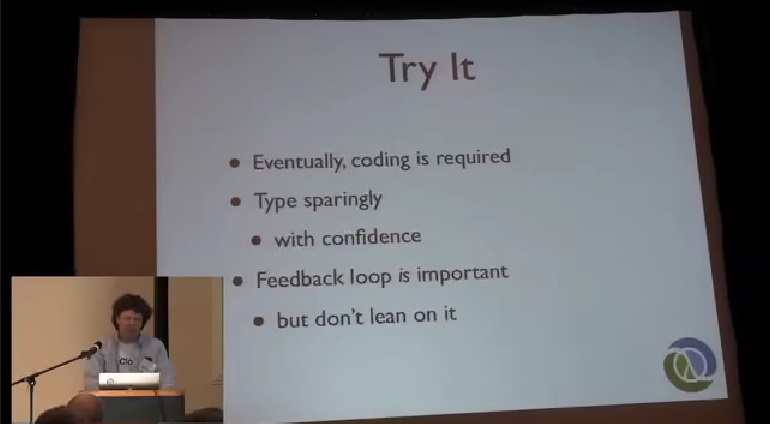 Try It
Eventually, coding is required
Type sparingly
with confidence
Feedback loop is important
but don't lean on it
Clo